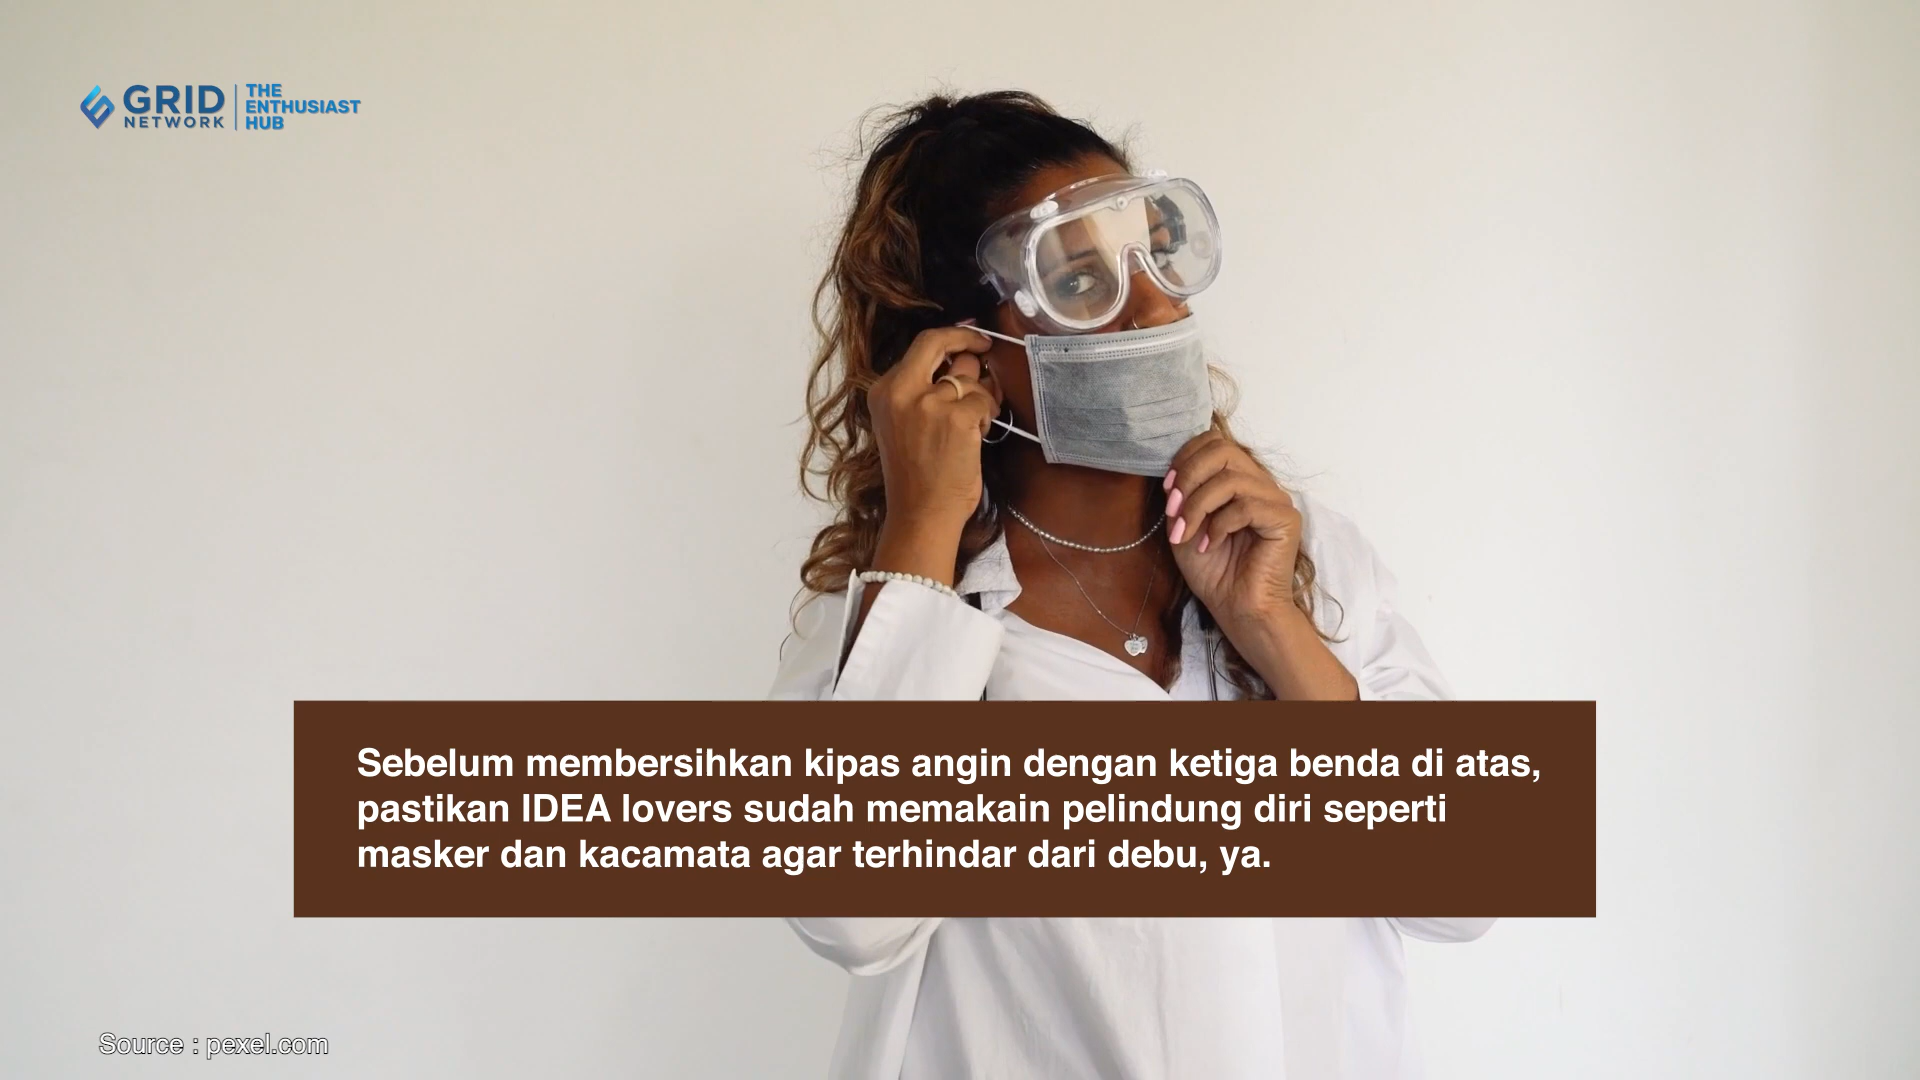 GRID
NETWORK
THE
ENTHUSIAST
HUB
Sebelum membersihkan kipas angin dengan ketiga benda di atas,
pastikan IDEA lovers sudah memakain pelindung diri seperti
masker dan kacamata agar terhindar dari debu, ya.
Source : pexel.com